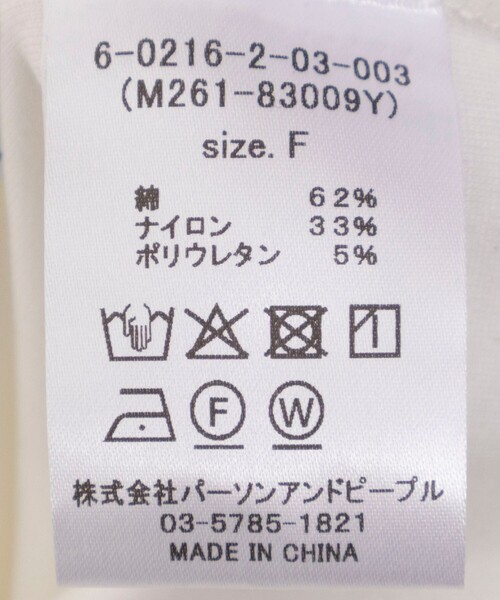 6-0216-2-03-003
(M261-83009Y)
size. F
綿 62%
ナイロン 33%
ポリウレタン 5%
F W
株式会社パーソンアンドピープル
03-5785-1821
MADE IN CHINA